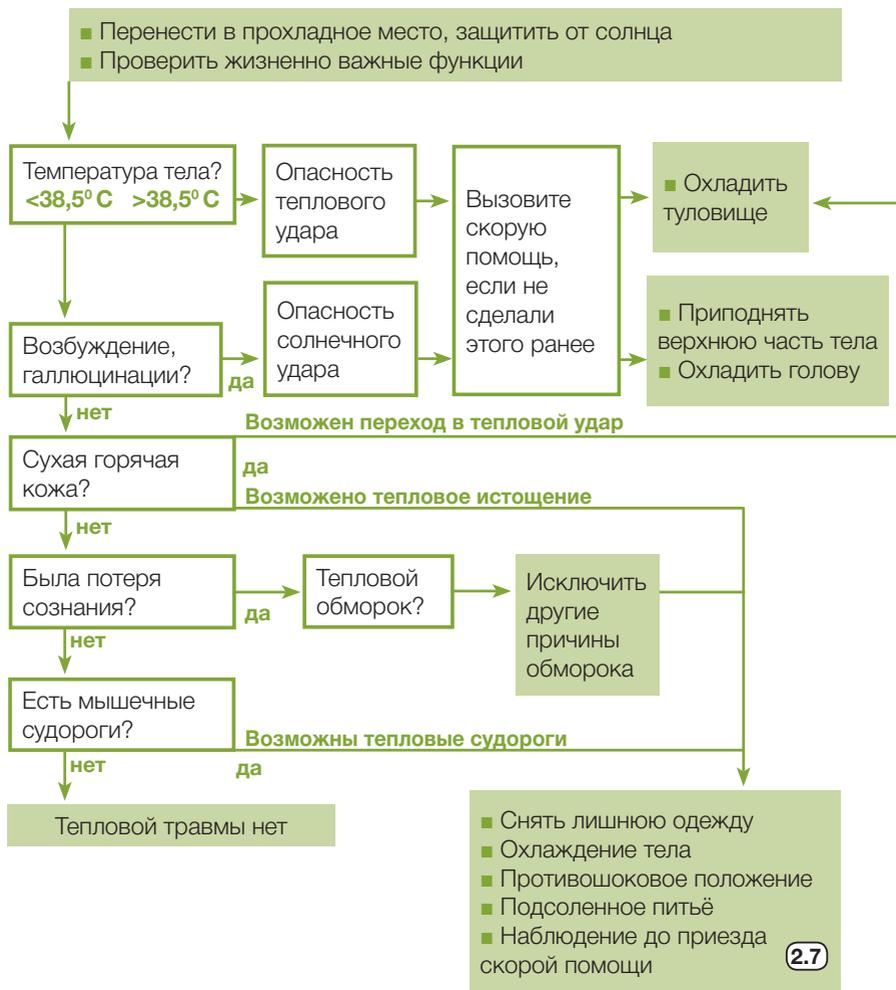 ■ Перенести в прохладное место, защитить от солнца
■ Проверить жизненно важные функции
Температура тела?
<38,5⁰ C >38,5⁰ C
Опасность
теплового
удара
Вызовите
скорую
помощь,
если не
сделали
этого ранее
■ Охладить
туловище
Возбуждение,
галлюцинации?
да
Опасность
солнечного
удара
■ Приподнять
верхнюю часть тела
■ Охладить голову
нет
Возможен переход в тепловой удар
Сухая горячая
кожа?
да
Возможно тепловое истощение
нет
Была потеря
сознания?
да
Тепловой
обморок?
Исключить
другие
причины
обморока
нет
Есть мышечные
судороги?
Возможны тепловые судороги
нет
да
Тепловой травмы нет
■ Снять лишнюю одежду
■ Охлаждение тела
■ Противошоковое положение
■ Подсоленное питьё
■ Наблюдение до приезда
скорой помощи
2.7